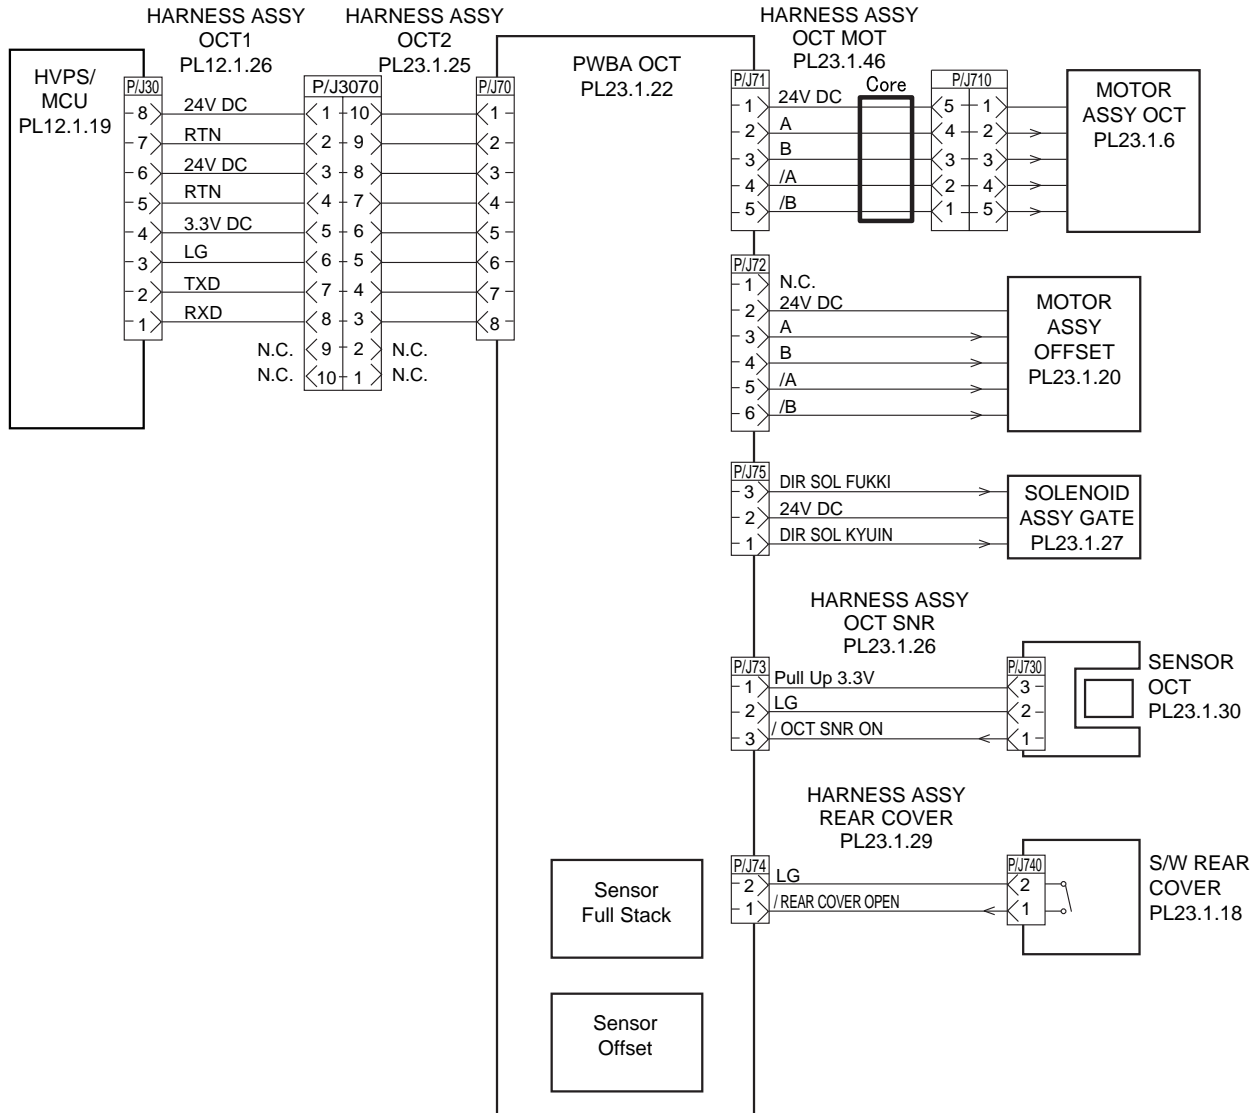 HARNESS ASSY
OCT1
PL12.1.26
HARNESS ASSY
OCT2
PL23.1.25
HARNESS ASSY
OCT MOT
PL23.1.46
HVPS/
MCU
PL12.1.19
P/J30
8 24V DC
7 RTN
6 24V DC
5 RTN
4 3.3V DC
3 LG
2 TXD
1 RXD
P/J3070
1 10
2 9
3 8
4 7
5 6
6 5
7 4
8 3
N.C. 9 2 N.C.
N.C. 10 1 N.C.
P/J70
1
2
3
4
5
6
7
8
PWBA OCT
PL23.1.22
P/J71
1 24V DC
2 A
3 B
4 /A
5 /B
Core
P/J710
5 1
4 2
3 3
2 4
1 5
MOTOR
ASSY OCT
PL23.1.6
P/J72
1 N.C.
2 24V DC
3 A
4 B
5 /A
6 /B
MOTOR
ASSY
OFFSET
PL23.1.20
P/J75
3 DIR SOL FUKKI
2 24V DC
1 DIR SOL KYUIN
SOLENOID
ASSY GATE
PL23.1.27
HARNESS ASSY
OCT SNR
PL23.1.26
P/J73
1 Pull Up 3.3V
2 LG
3 / OCT SNR ON
P/J730
3
2
1
SENSOR
OCT
PL23.1.30
HARNESS ASSY
REAR COVER
PL23.1.29
P/J74
2 LG
1 / REAR COVER OPEN
P/J740
2
1
S/W REAR
COVER
PL23.1.18
Sensor
Full Stack
Sensor
Offset